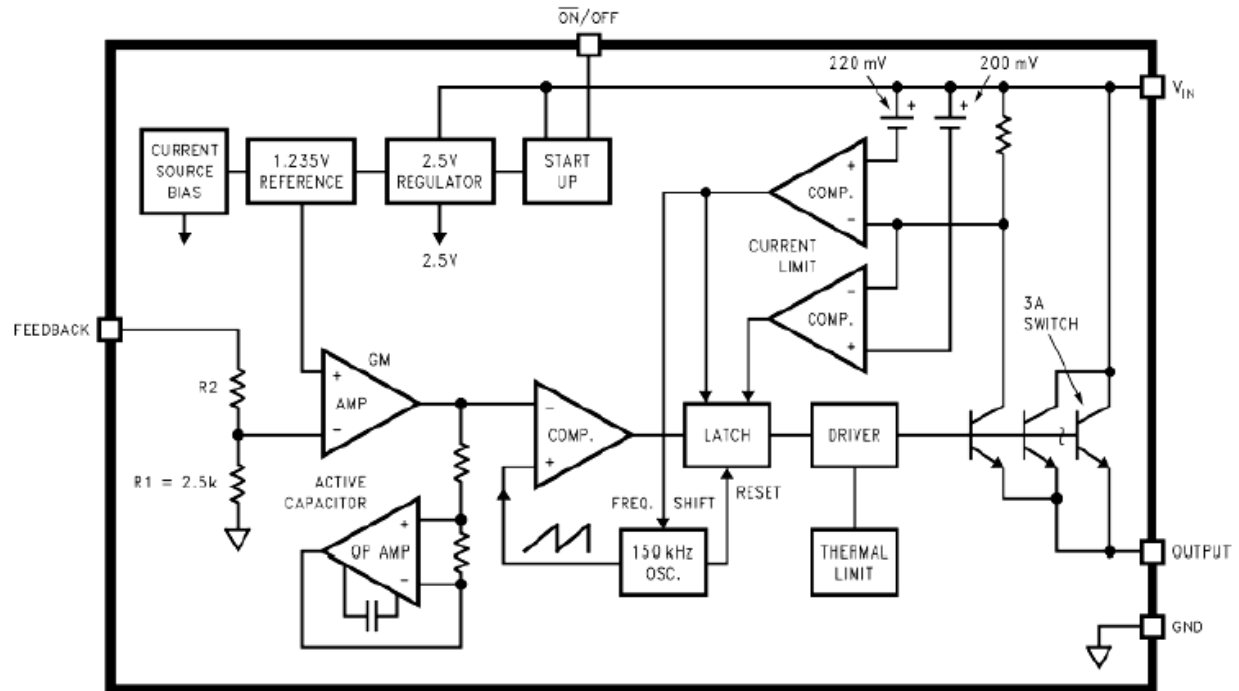 ON/OFF
220 mV
200 mV
VIN
CURRENT
SOURCE
BIAS
1.235V
REFERENCE
2.5V
REGULATOR
START
UP
+
+
+
COMP.
-
2.5V
CURRENT
LIMIT
-
COMP.
+
3A
SWITCH
FEEDBACK
GM
R2
+
AMP
-
-
COMP.
+
LATCH
DRIVER
R1 = 2.5k
ACTIVE
CAPACITOR
FREQ. SHIFT
RESET
+
OP AMP
-
150 kHz
OSC.
THERMAL
LIMIT
OUTPUT
GND